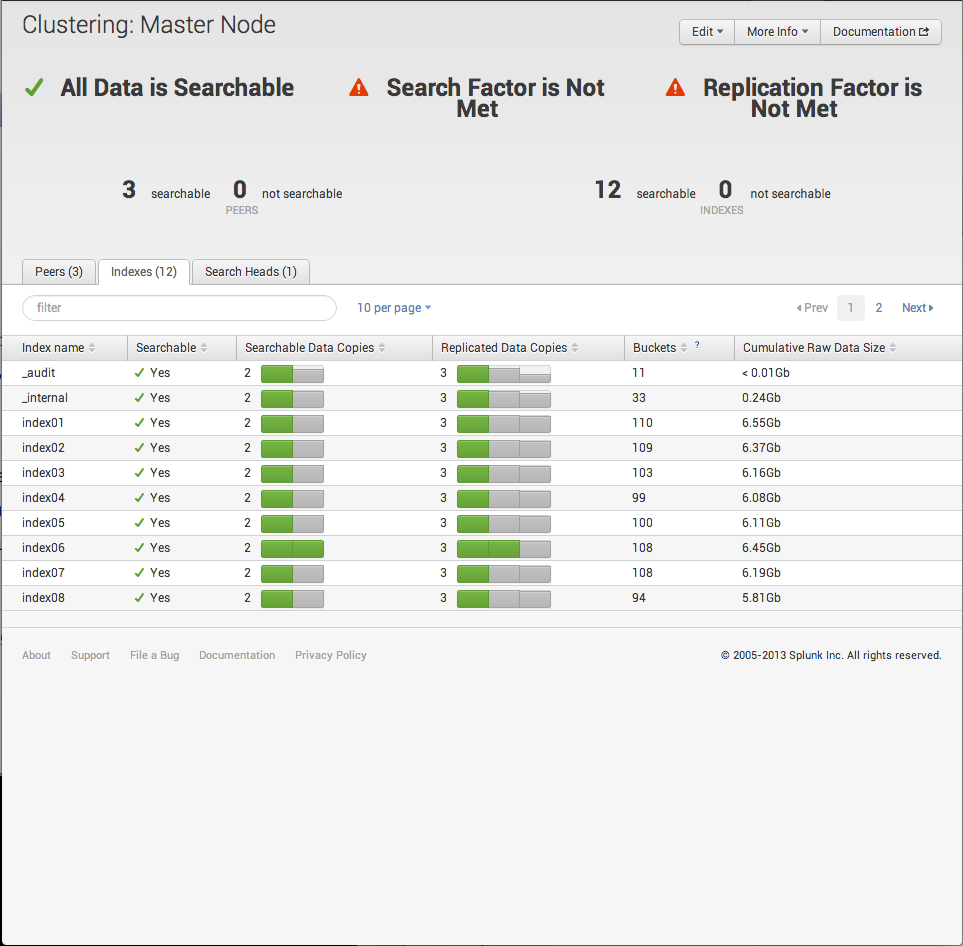 Clustering: Master Node
Edit More Info Documentation
All Data is Searchable
Search Factor is Not
Met
Replication Factor is
Not Met
3 searchable 0 not searchable
PEERS
12 searchable 0 not searchable
INDEXES
Peers (3) Indexes (12) Search Heads (1)
filter 10 per page Prev 1 2 Next
Index name Searchable Searchable Data Copies Replicated Data Copies Buckets ? Cumulative Raw Data Size
_audit Yes 2 3 11 < 0.01Gb
_internal Yes 2 3 33 0.24Gb
index01 Yes 2 3 110 6.55Gb
index02 Yes 2 3 109 6.37Gb
index03 Yes 2 3 103 6.16Gb
index04 Yes 2 3 99 6.08Gb
index05 Yes 2 3 100 6.11Gb
index06 Yes 2 3 108 6.45Gb
index07 Yes 2 3 108 6.19Gb
index08 Yes 2 3 94 5.81Gb
About Support File a Bug Documentation Privacy Policy © 2005-2013 Splunk Inc. All rights reserved.